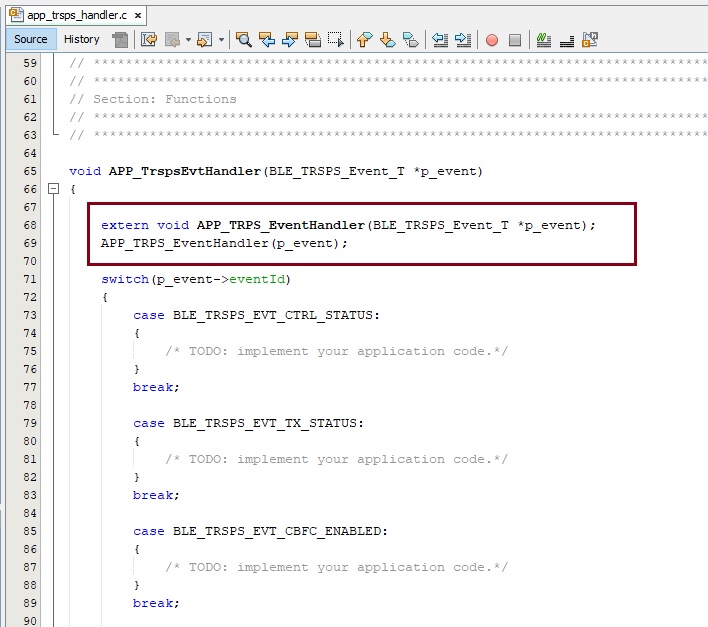 app_trsps_handler.c
Source History
59 // ******************************************************************************
60 // ******************************************************************************
61 // Section: Functions
62 // ******************************************************************************
63 // ******************************************************************************
64
65 void APP_TrspsEvtHandler(BLE_TRSPS_Event_T *p_event)
66 {
67
68 extern void APP_TRPS_EventHandler(BLE_TRSPS_Event_T *p_event);
69 APP_TRPS_EventHandler(p_event);
70
71 switch(p_event->eventId)
72 {
73 case BLE_TRSPS_EVT_CTRL_STATUS:
74 {
75 /* TODO: implement your application code.*/
76 }
77 break;
78
79 case BLE_TRSPS_EVT_TX_STATUS:
80 {
81 /* TODO: implement your application code.*/
82 }
83 break;
84
85 case BLE_TRSPS_EVT_CBFC_ENABLED:
86 {
87 /* TODO: implement your application code.*/
88 }
89 break;
90